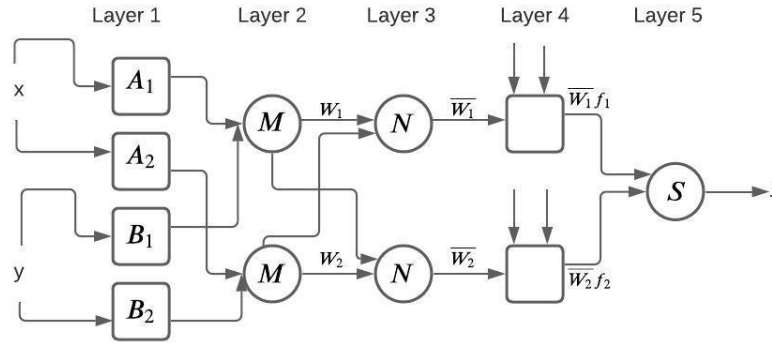 Layer 1 Layer 2 Layer 3 Layer 4 Layer 5
x
A₁
A₂
B₁
B₂
y
M
M
W₁
W₂
N
N
W̅₁
W̅₂
W̅₁f₁
W̅₂f₂
S